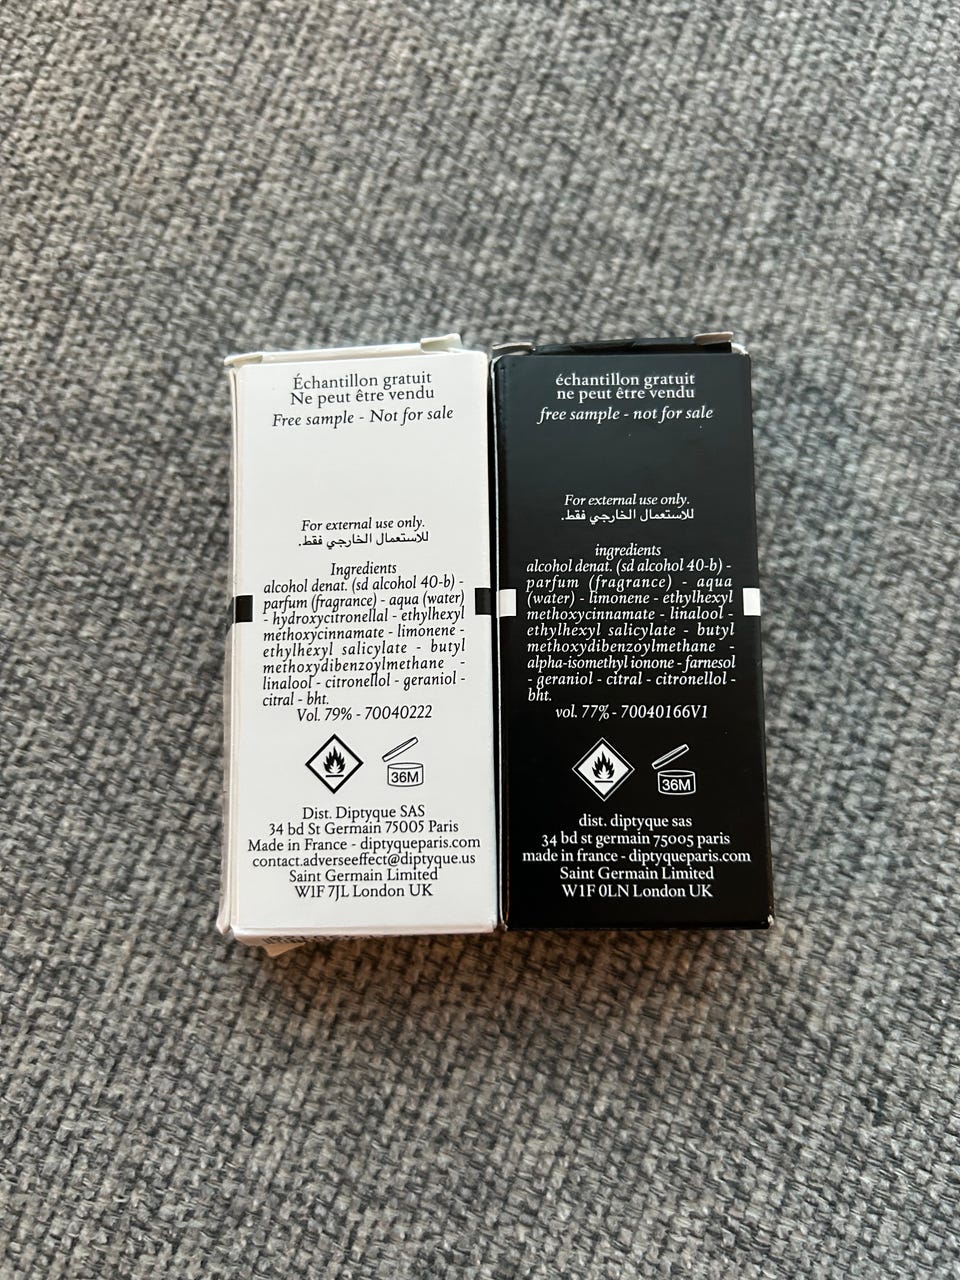 Échantillon gratuit
Ne peut être vendu
Free sample - Not for sale
For external use only.
للاستعمال الخارجي فقط.
Ingredients
alcohol denat. (sd alcohol 40-b) -
parfum (fragrance) - aqua (water)
- hydroxycitronellal - ethylhexyl
methoxycinnamate - limonene -
ethylhexyl salicylate - butyl
methoxydibenzoylmethane -
linalool - citronellol - geraniol -
citral - bht.
Vol. 79% - 70040222
36M
Dist. Diptyque SAS
34 bd St Germain 75005 Paris
Made in France - diptyqueparis.com
contact.adverseeffect@diptyque.us
Saint Germain Limited
W1F 7JL London UK
échantillon gratuit
ne peut être vendu
free sample - not for sale
For external use only.
للاستعمال الخارجي فقط.
ingredients
alcohol denat. (sd alcohol 40-b) -
parfum (fragrance) - aqua
(water) - limonene - ethylhexyl
methoxycinnamate - linalool -
ethylhexyl salicylate - butyl
methoxydibenzoylmethane -
alpha-isomethyl ionone - farnesol
- geraniol - citral - citronellol -
bht.
vol. 77% - 70040166V1
36M
dist. diptyque sas
34 bd st germain 75005 paris
made in france - diptyqueparis.com
Saint Germain Limited
W1F 0LN London UK